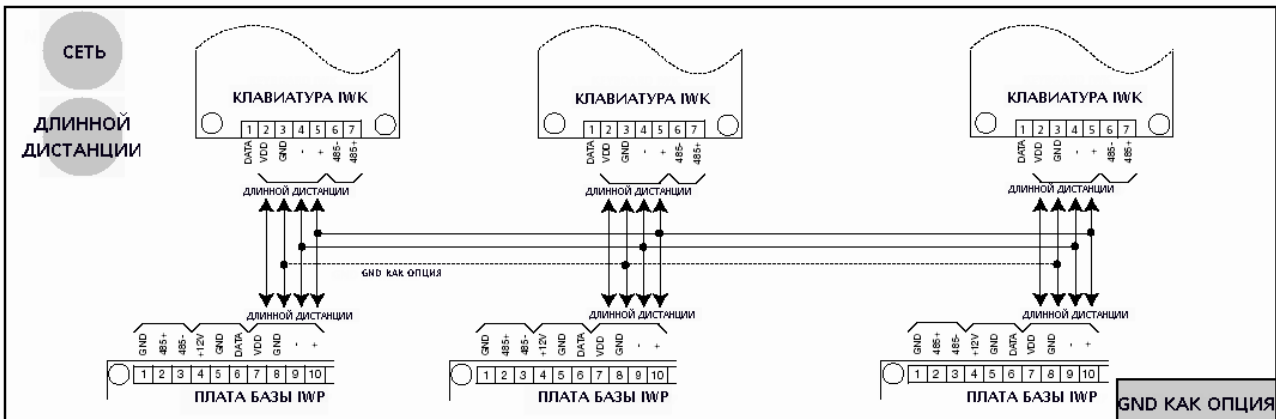 СЕТЬ
ДЛИННОЙ
ДИСТАНЦИИ
КЛАВИАТУРА IWK
1 2 3 4 5 6 7
DATA VDD GND - + 485- 485+
ДЛИННОЙ ДИСТАНЦИИ
КЛАВИАТУРА IWK
1 2 3 4 5 6 7
DATA VDD GND - + 485- 485+
ДЛИННОЙ ДИСТАНЦИИ
КЛАВИАТУРА IWK
1 2 3 4 5 6 7
DATA VDD GND - + 485- 485+
ДЛИННОЙ ДИСТАНЦИИ
GND КАК ОПЦИЯ
ДЛИННОЙ ДИСТАНЦИИ
GND 485+ 485- +12V GND DATA VDD GND - +
1 2 3 4 5 6 7 8 9 10
ПЛАТА БАЗЫ IWP
ДЛИННОЙ ДИСТАНЦИИ
GND 485+ 485- +12V GND DATA VDD GND - +
1 2 3 4 5 6 7 8 9 10
ПЛАТА БАЗЫ IWP
ДЛИННОЙ ДИСТАНЦИИ
GND 485+ 485- +12V GND DATA VDD GND - +
1 2 3 4 5 6 7 8 9 10
ПЛАТА БАЗЫ IWP
GND КАК ОПЦИЯ